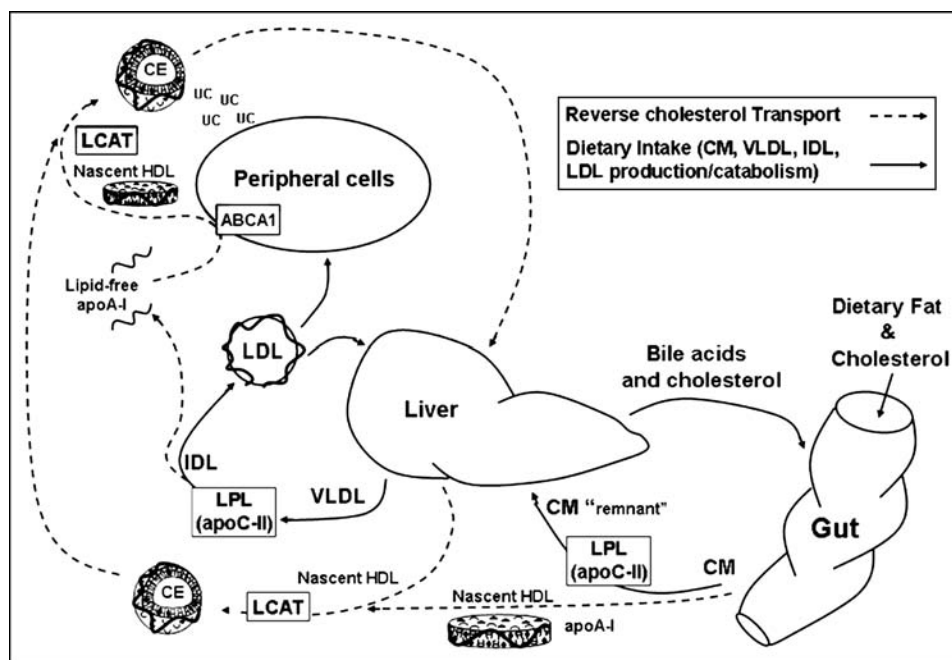 CE
UC
UC
UC
UC
LCAT
Nascent HDL
Peripheral cells
ABCA1
Lipid-free
apoA-I
Reverse cholesterol Transport
Dietary Intake (CM, VLDL, IDL,
LDL production/catabolism)
LDL
Liver
Bile acids
and cholesterol
Dietary Fat
&
Cholesterol
IDL
LPL
(apoC-II)
VLDL
CM "remnant"
LPL
(apoC-II)
CM
Gut
CE
Nascent HDL
LCAT
Nascent HDL
apoA-I